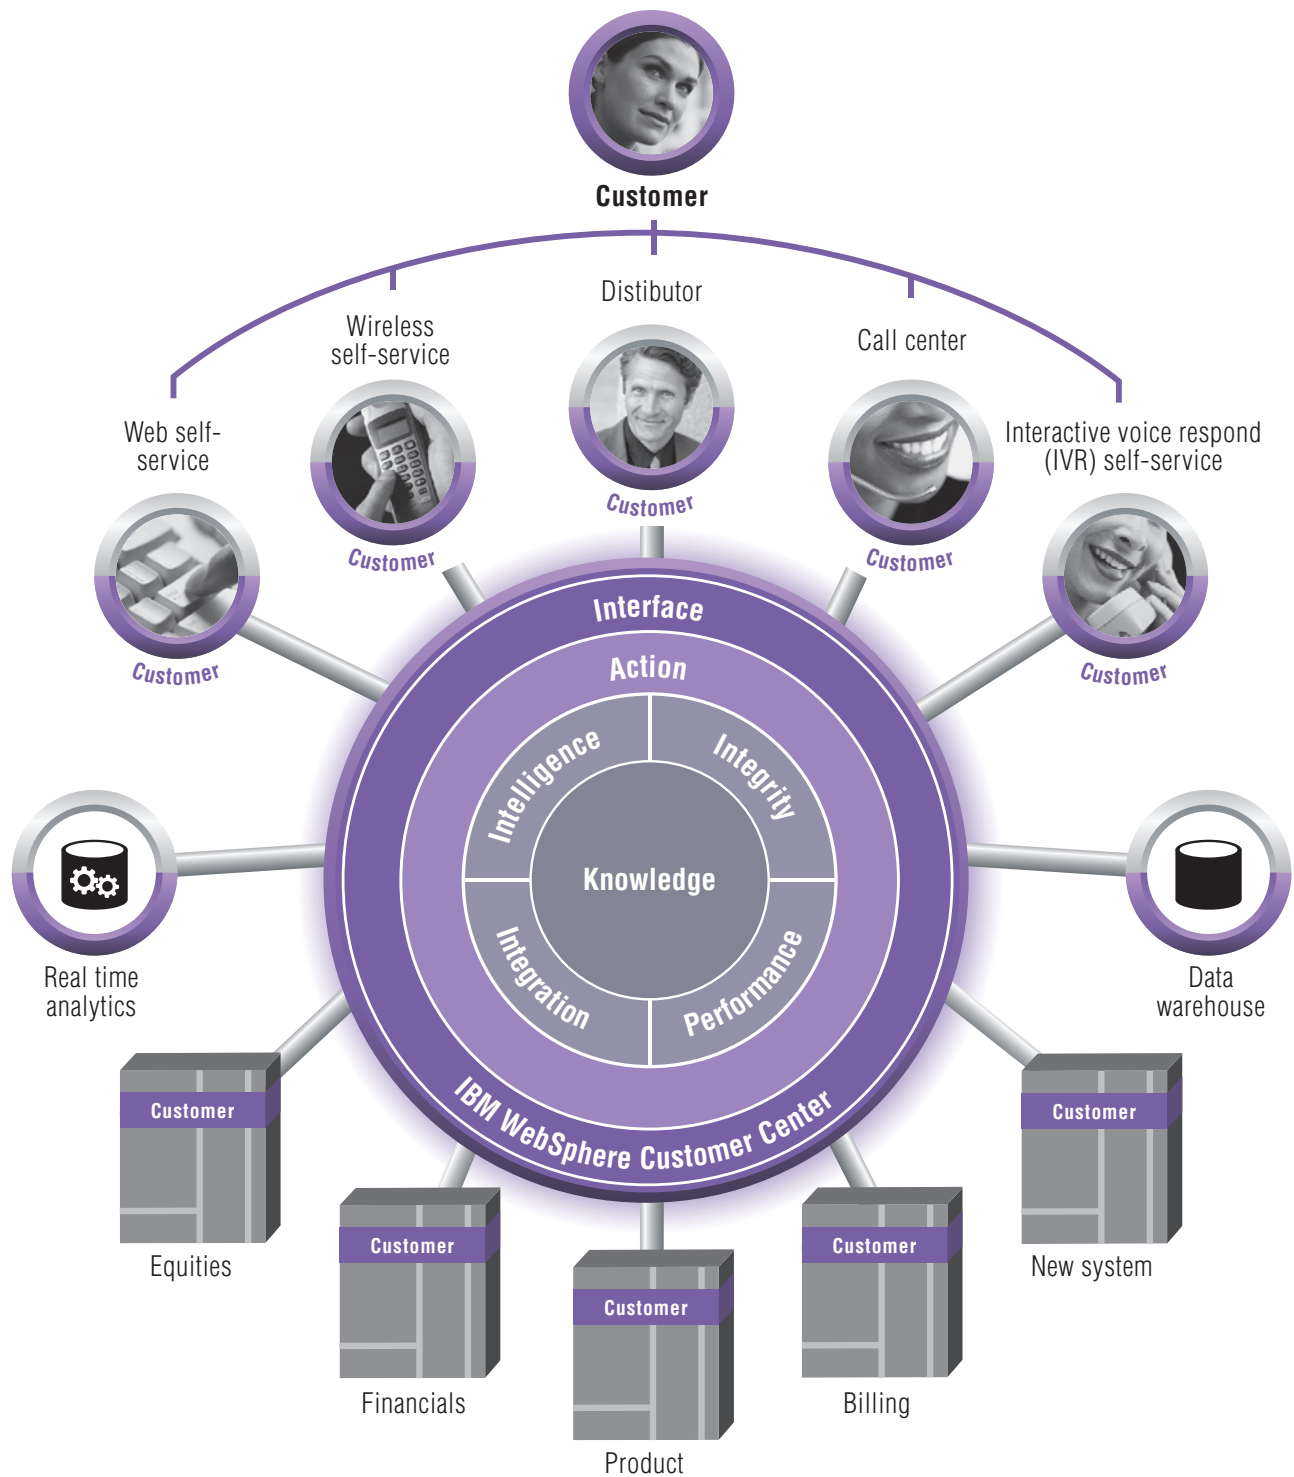 Customer
Distibutor
Wireless
self-service
Call center
Web self-
service
Interactive voice respond
(IVR) self-service
Customer
Customer
Customer
Customer
Customer
Interface
Action
Intelligence
Integrity
Knowledge
Integration
Performance
IBM WebSphere Customer Center
Real time
analytics
Data
warehouse
Customer
Equities
Customer
New system
Customer
Financials
Customer
Billing
Customer
Product